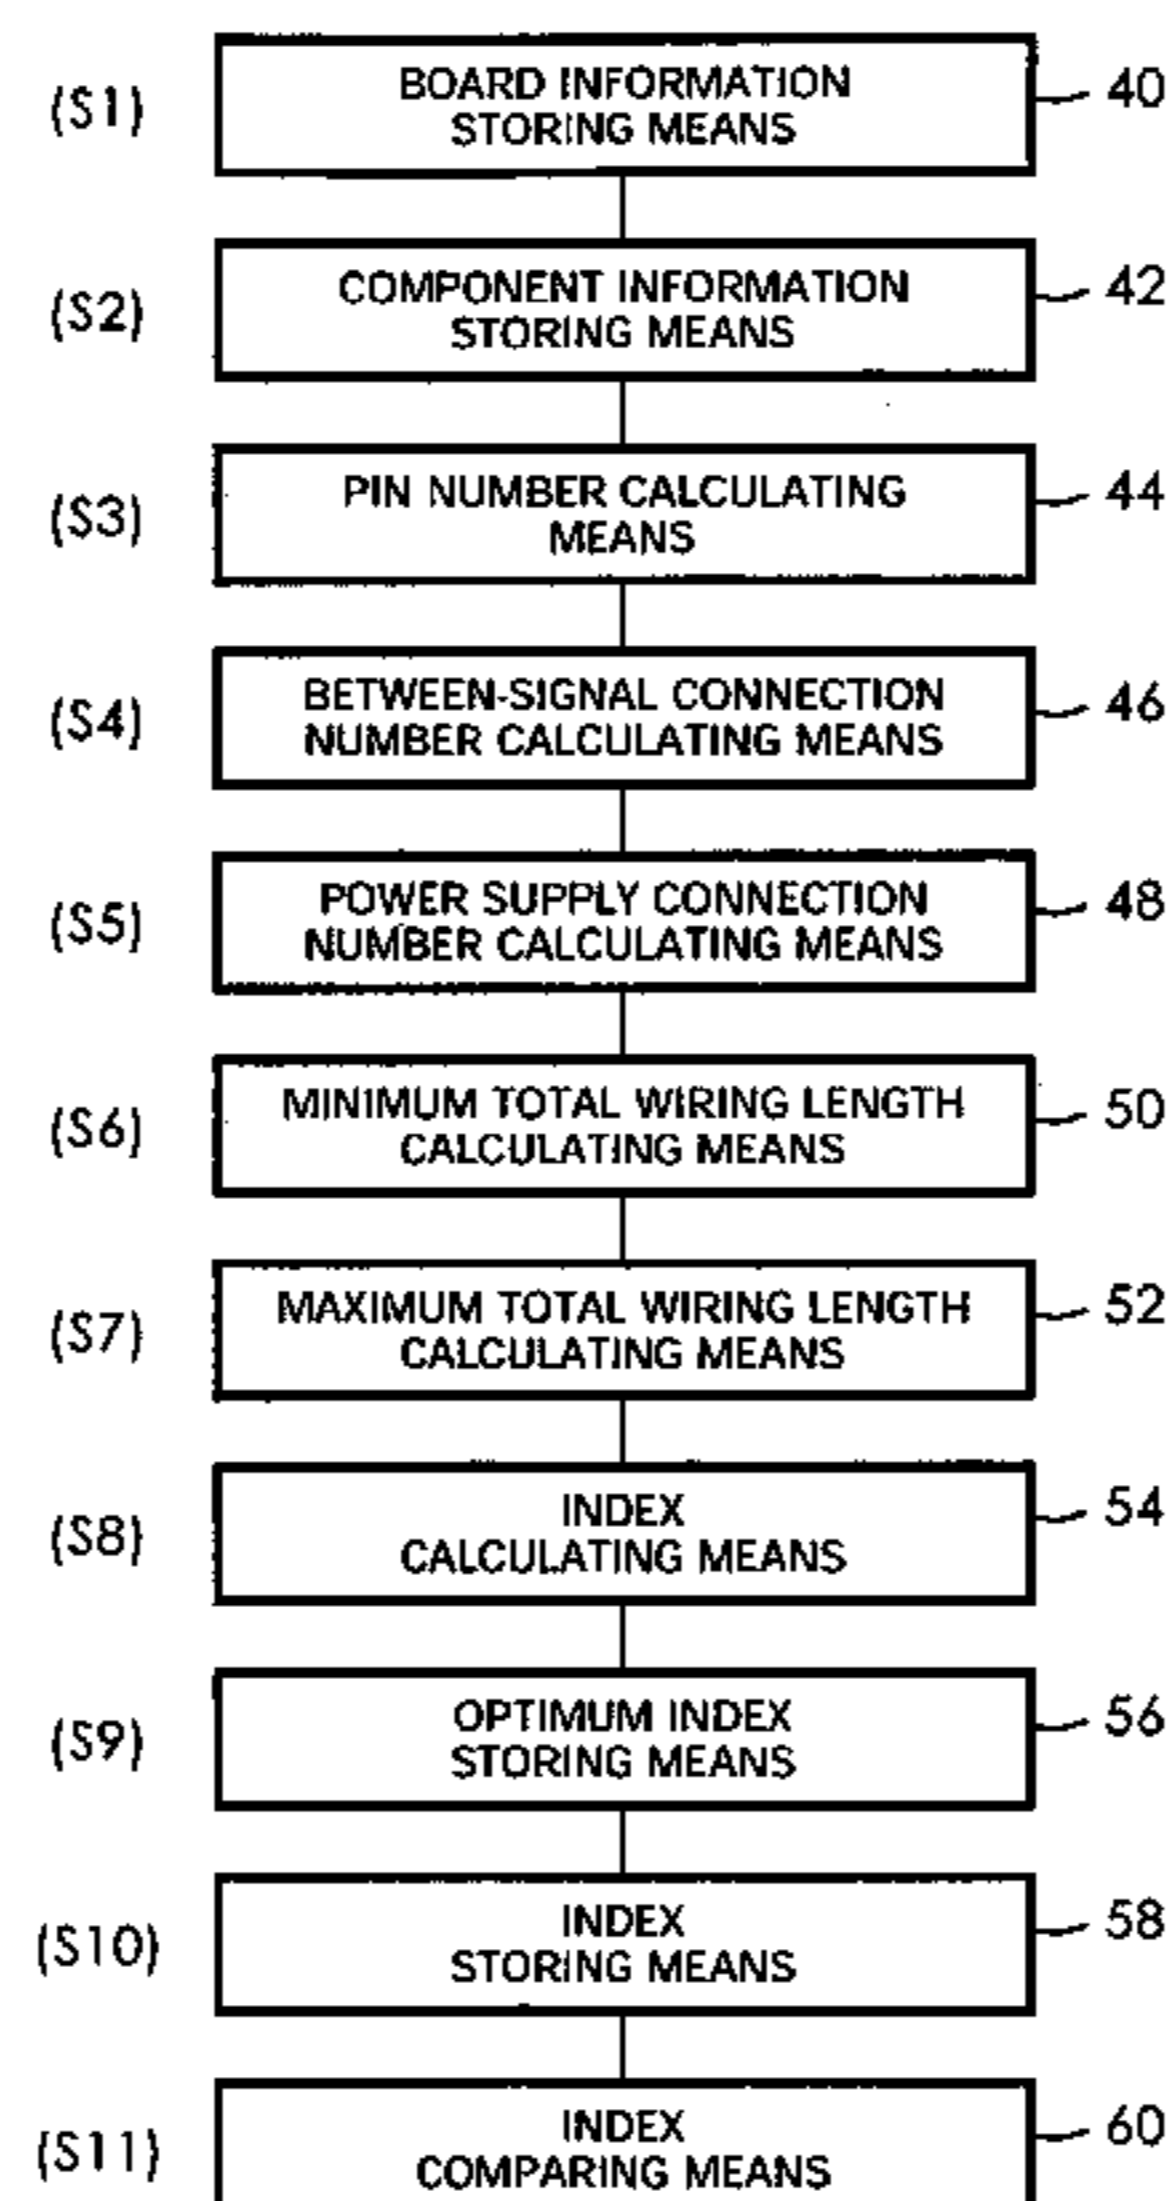 (S1)
BOARD INFORMATION
STORING MEANS
40
(S2)
COMPONENT INFORMATION
STORING MEANS
42
(S3)
PIN NUMBER CALCULATING
MEANS
44
(S4)
BETWEEN-SIGNAL CONNECTION
NUMBER CALCULATING MEANS
46
(S5)
POWER SUPPLY CONNECTION
NUMBER CALCULATING MEANS
48
(S6)
MINIMUM TOTAL WIRING LENGTH
CALCULATING MEANS
50
(S7)
MAXIMUM TOTAL WIRING LENGTH
CALCULATING MEANS
52
(S8)
INDEX
CALCULATING MEANS
54
(S9)
OPTIMUM INDEX
STORING MEANS
56
(S10)
INDEX
STORING MEANS
58
(S11)
INDEX
COMPARING MEANS
60